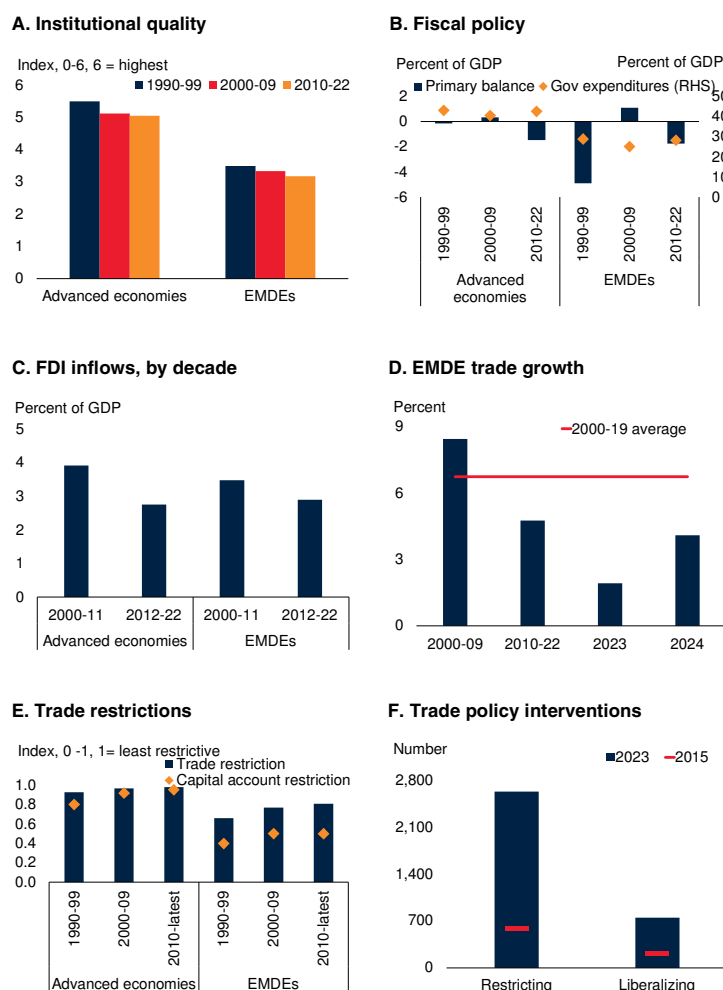 A. Institutional quality
Index, 0-6, 6 = highest
1990-99 2000-09 2010-22
6
5
4
3
2
1
0
Advanced economies EMDEs
B. Fiscal policy
Percent of GDP Percent of GDP
Primary balance Gov expenditures (RHS)
2
0
-2
-4
-6
50
40
30
20
10
0
1990-99 2000-09 2010-22 1990-99 2000-09 2010-22
Advanced economies EMDEs
C. FDI inflows, by decade
Percent of GDP
5
4
3
2
1
0
2000-11 2012-22 2000-11 2012-22
Advanced economies EMDEs
D. EMDE trade growth
Percent
2000-19 average
9
6
3
0
2000-09 2010-22 2023 2024
E. Trade restrictions
Index, 0 -1, 1= least restrictive
Trade restriction
Capital account restriction
1.0
0.8
0.6
0.4
0.2
0.0
1990-99 2000-09 2010-latest 1990-99 2000-09 2010-latest
Advanced economies EMDEs
F. Trade policy interventions
Number
2023 2015
2,800
2,100
1,400
700
0
Restricting Liberalizing